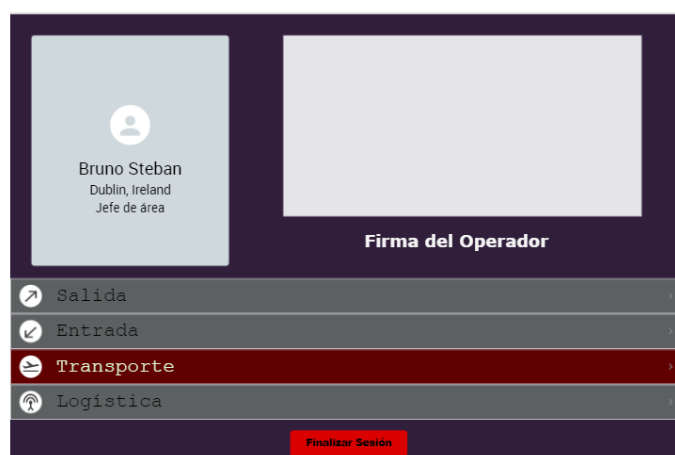 Bruno Steban
Dublin, Ireland
Jefe de área
Firma del Operador
Salida
Entrada
Transporte
Logística
Finalizar Sesión